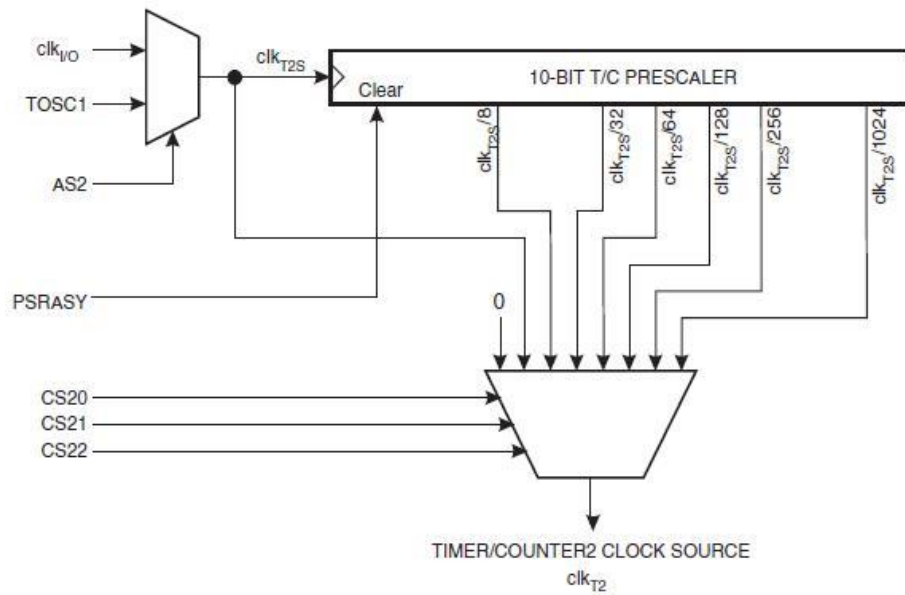 clkI/O
clkT2S
10-BIT T/C PRESCALER
Clear
TOSC1
clkT2S/8
clkT2S/32
clkT2S/64
clkT2S/128
clkT2S/256
clkT2S/1024
AS2
PSRASY
0
CS20
CS21
CS22
TIMER/COUNTER2 CLOCK SOURCE
clkT2